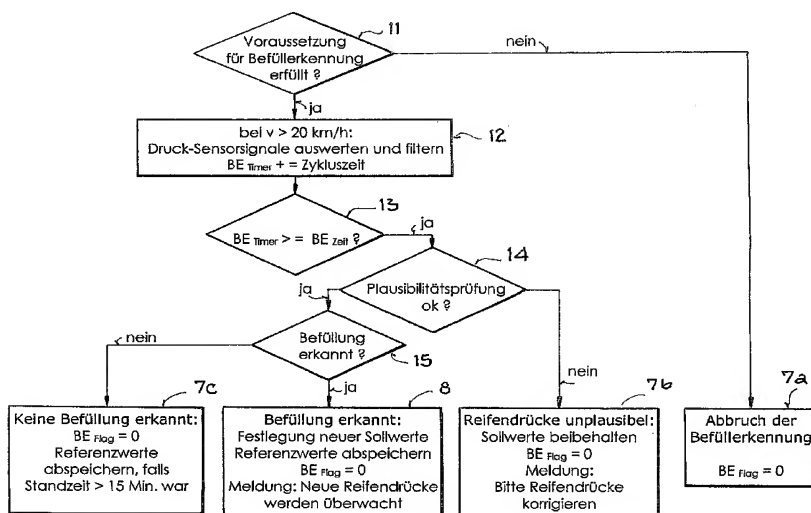 11
Voraussetzung
für Befüllerkennung
erfüllt ?
nein
ja
12
bei v > 20 km/h:
Druck-Sensorsignale auswerten und filtern
BE Timer + = Zykluszeit
13
BE Timer > = BE Zeit ?
ja
14
Plausibilitätsprüfung
ok ?
ja
nein
Befüllung
erkannt ?
15
nein
ja
7c
Keine Befüllung erkannt:
BE Flag = 0
Referenzwerte
abspeichern, falls
Standzeit > 15 Min. war
8
Befüllung erkannt:
Festlegung neuer Sollwerte
Referenzwerte abspeichern
BE Flag = 0
Meldung: Neue Reifendrücke
werden überwacht
7b
Reifendrücke unplausibel:
Sollwerte beibehalten
BE Flag = 0
Meldung:
Bitte Reifendrücke
korrigieren
7a
Abbruch der
Befüllerkennung
BE Flag = 0